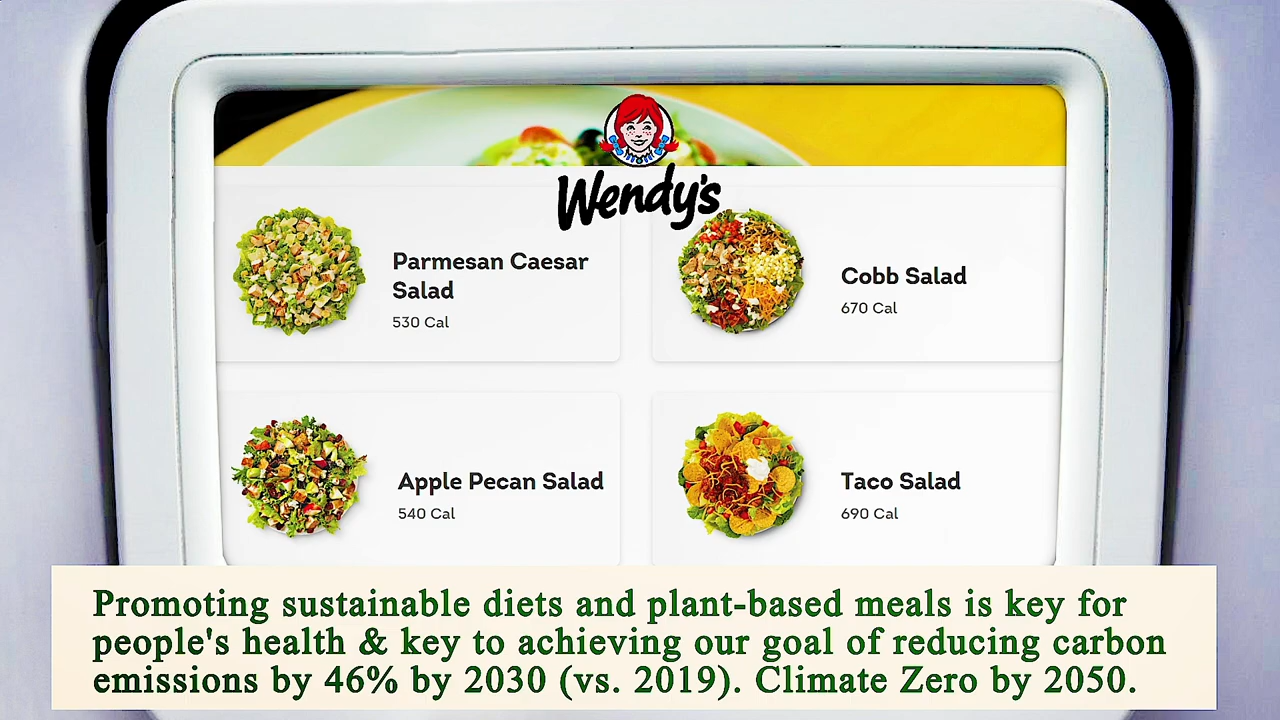 Wendy's
Parmesan Caesar
Salad
530 Cal
Cobb Salad
670 Cal
Apple Pecan Salad
540 Cal
Taco Salad
690 Cal
Promoting sustainable diets and plant-based meals is key for
people's health & key to achieving our goal of reducing carbon
emissions by 46% by 2030 (vs. 2019). Climate Zero by 2050.